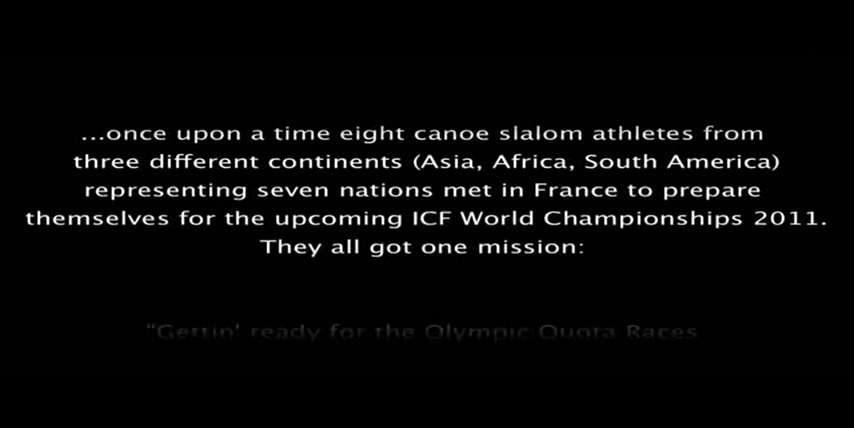 ...once upon a time eight canoe slalom athletes from
three different continents (Asia, Africa, South America)
representing seven nations met in France to prepare
themselves for the upcoming ICF World Championships 2011.
They all got one mission:
"Gettin' ready for the Olympic Quota Races